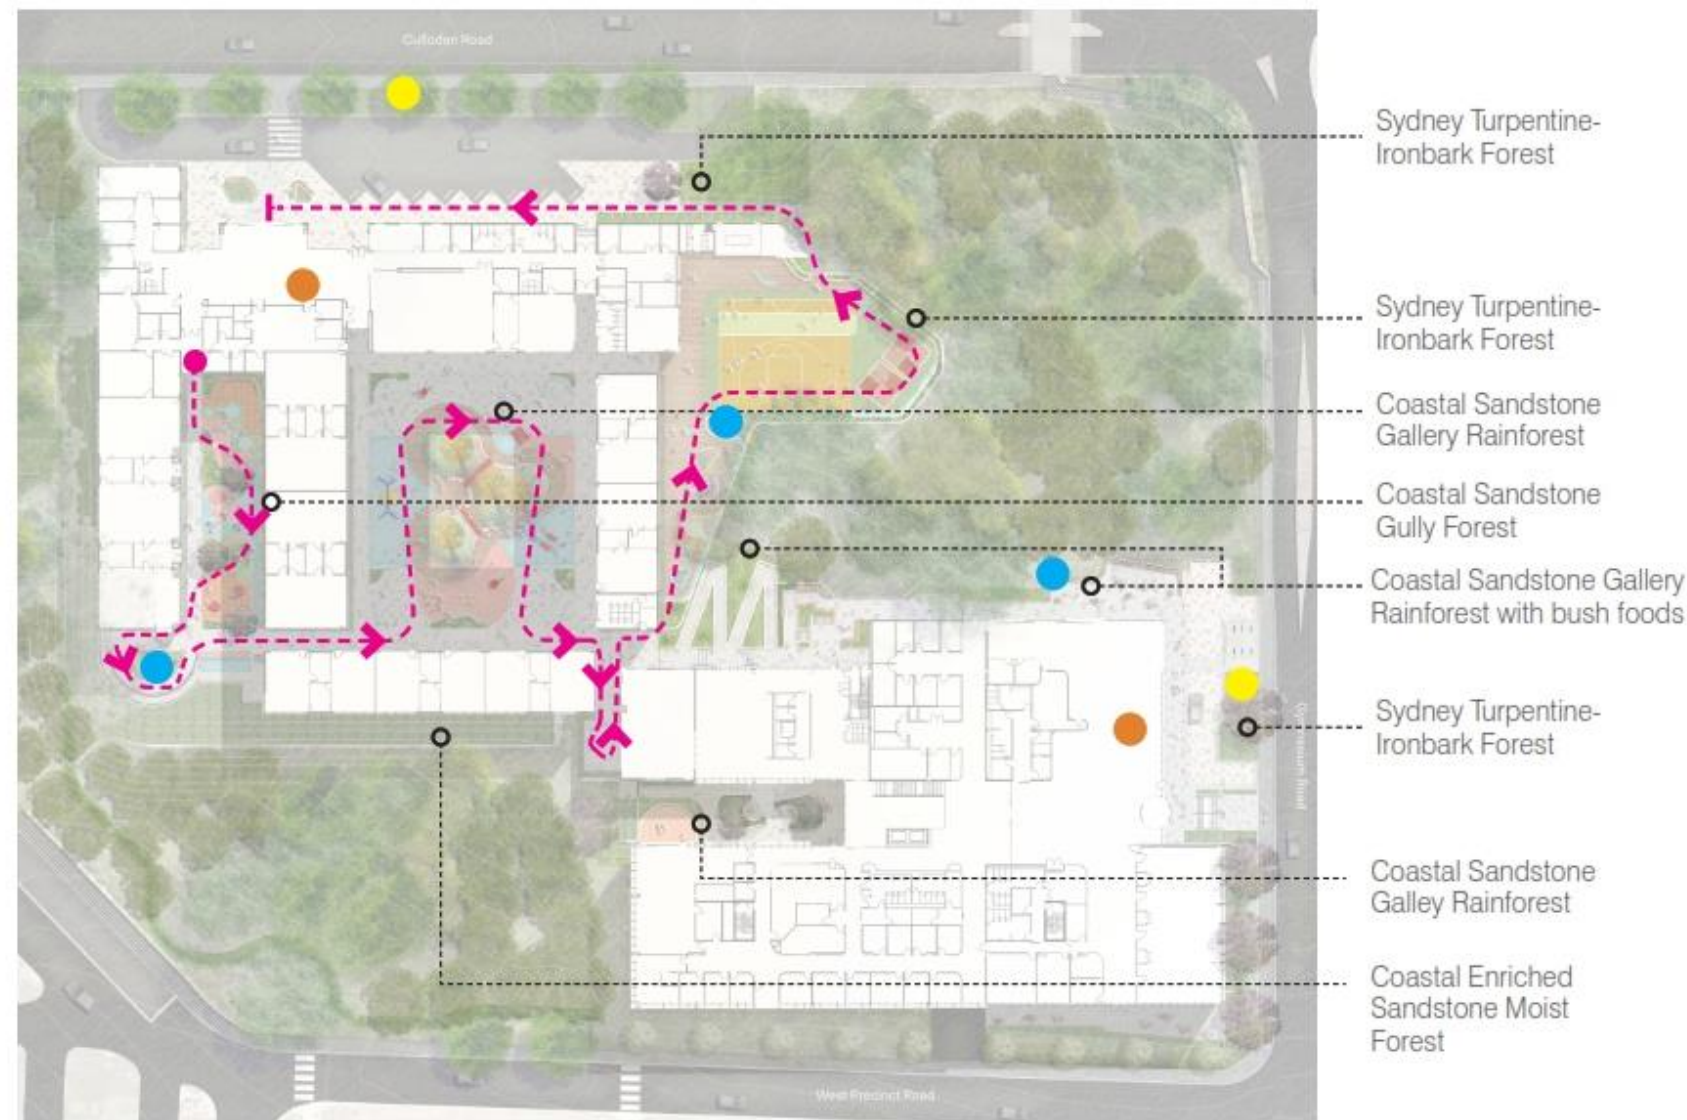 Culloden Road
Sydney Turpentine-
Ironbark Forest
Sydney Turpentine-
Ironbark Forest
Coastal Sandstone
Gallery Rainforest
Coastal Sandstone
Gully Forest
Coastal Sandstone Gallery
Rainforest with bush foods
Sydney Turpentine-
Ironbark Forest
Road
Coastal Sandstone
Galley Rainforest
Coastal Enriched
Sandstone Moist
Forest
West Precinct Road